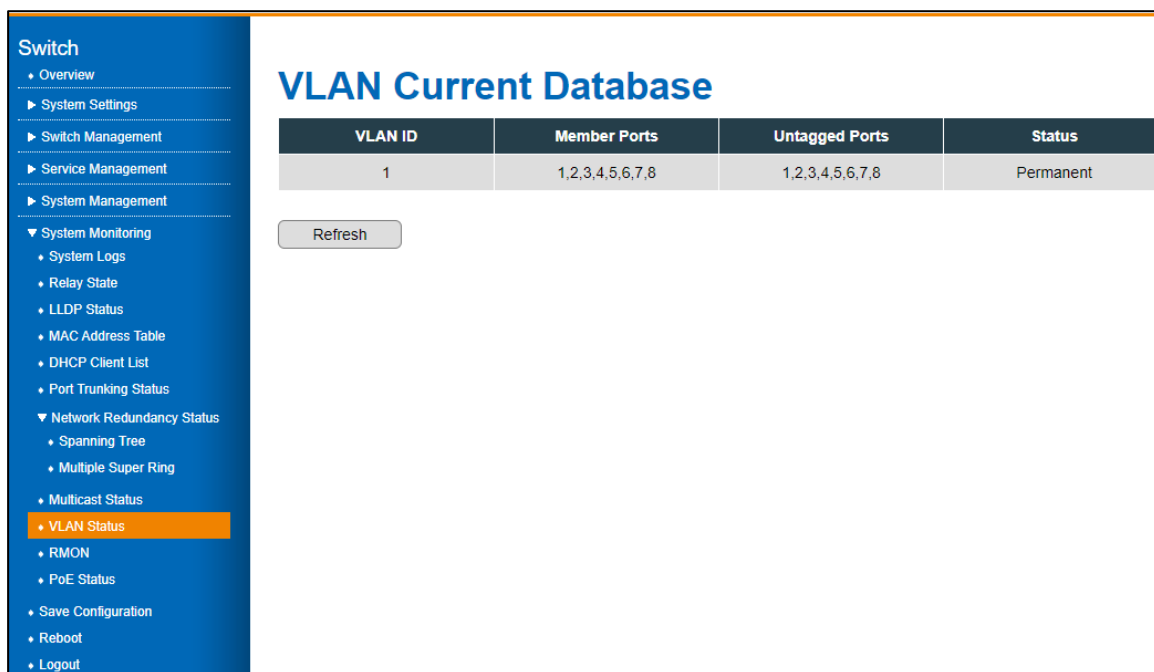 Switch
Overview
System Settings
Switch Management
Service Management
System Management
System Monitoring
System Logs
Relay State
LLDP Status
MAC Address Table
DHCP Client List
Port Trunking Status
Network Redundancy Status
Spanning Tree
Multiple Super Ring
Multicast Status
VLAN Status
RMON
PoE Status
Save Configuration
Reboot
Logout
VLAN Current Database
VLAN ID Member Ports Untagged Ports Status
1 1,2,3,4,5,6,7,8 1,2,3,4,5,6,7,8 Permanent
Refresh